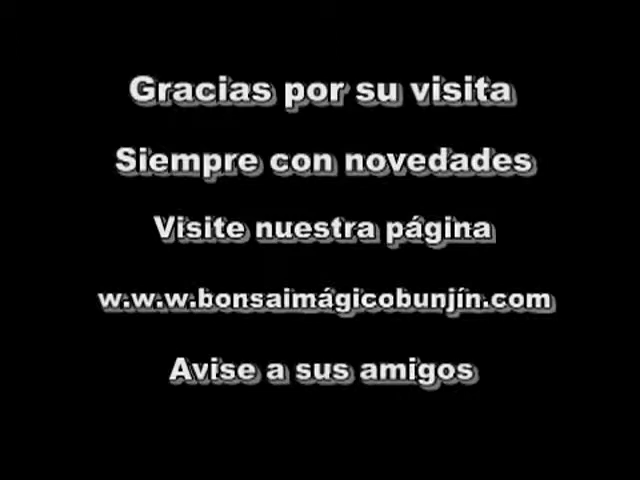 Gracias por su visita
Siempre con novedades
Visite nuestra página
w.w.w.bonsaimágicobunjín.com
Avise a sus amigos